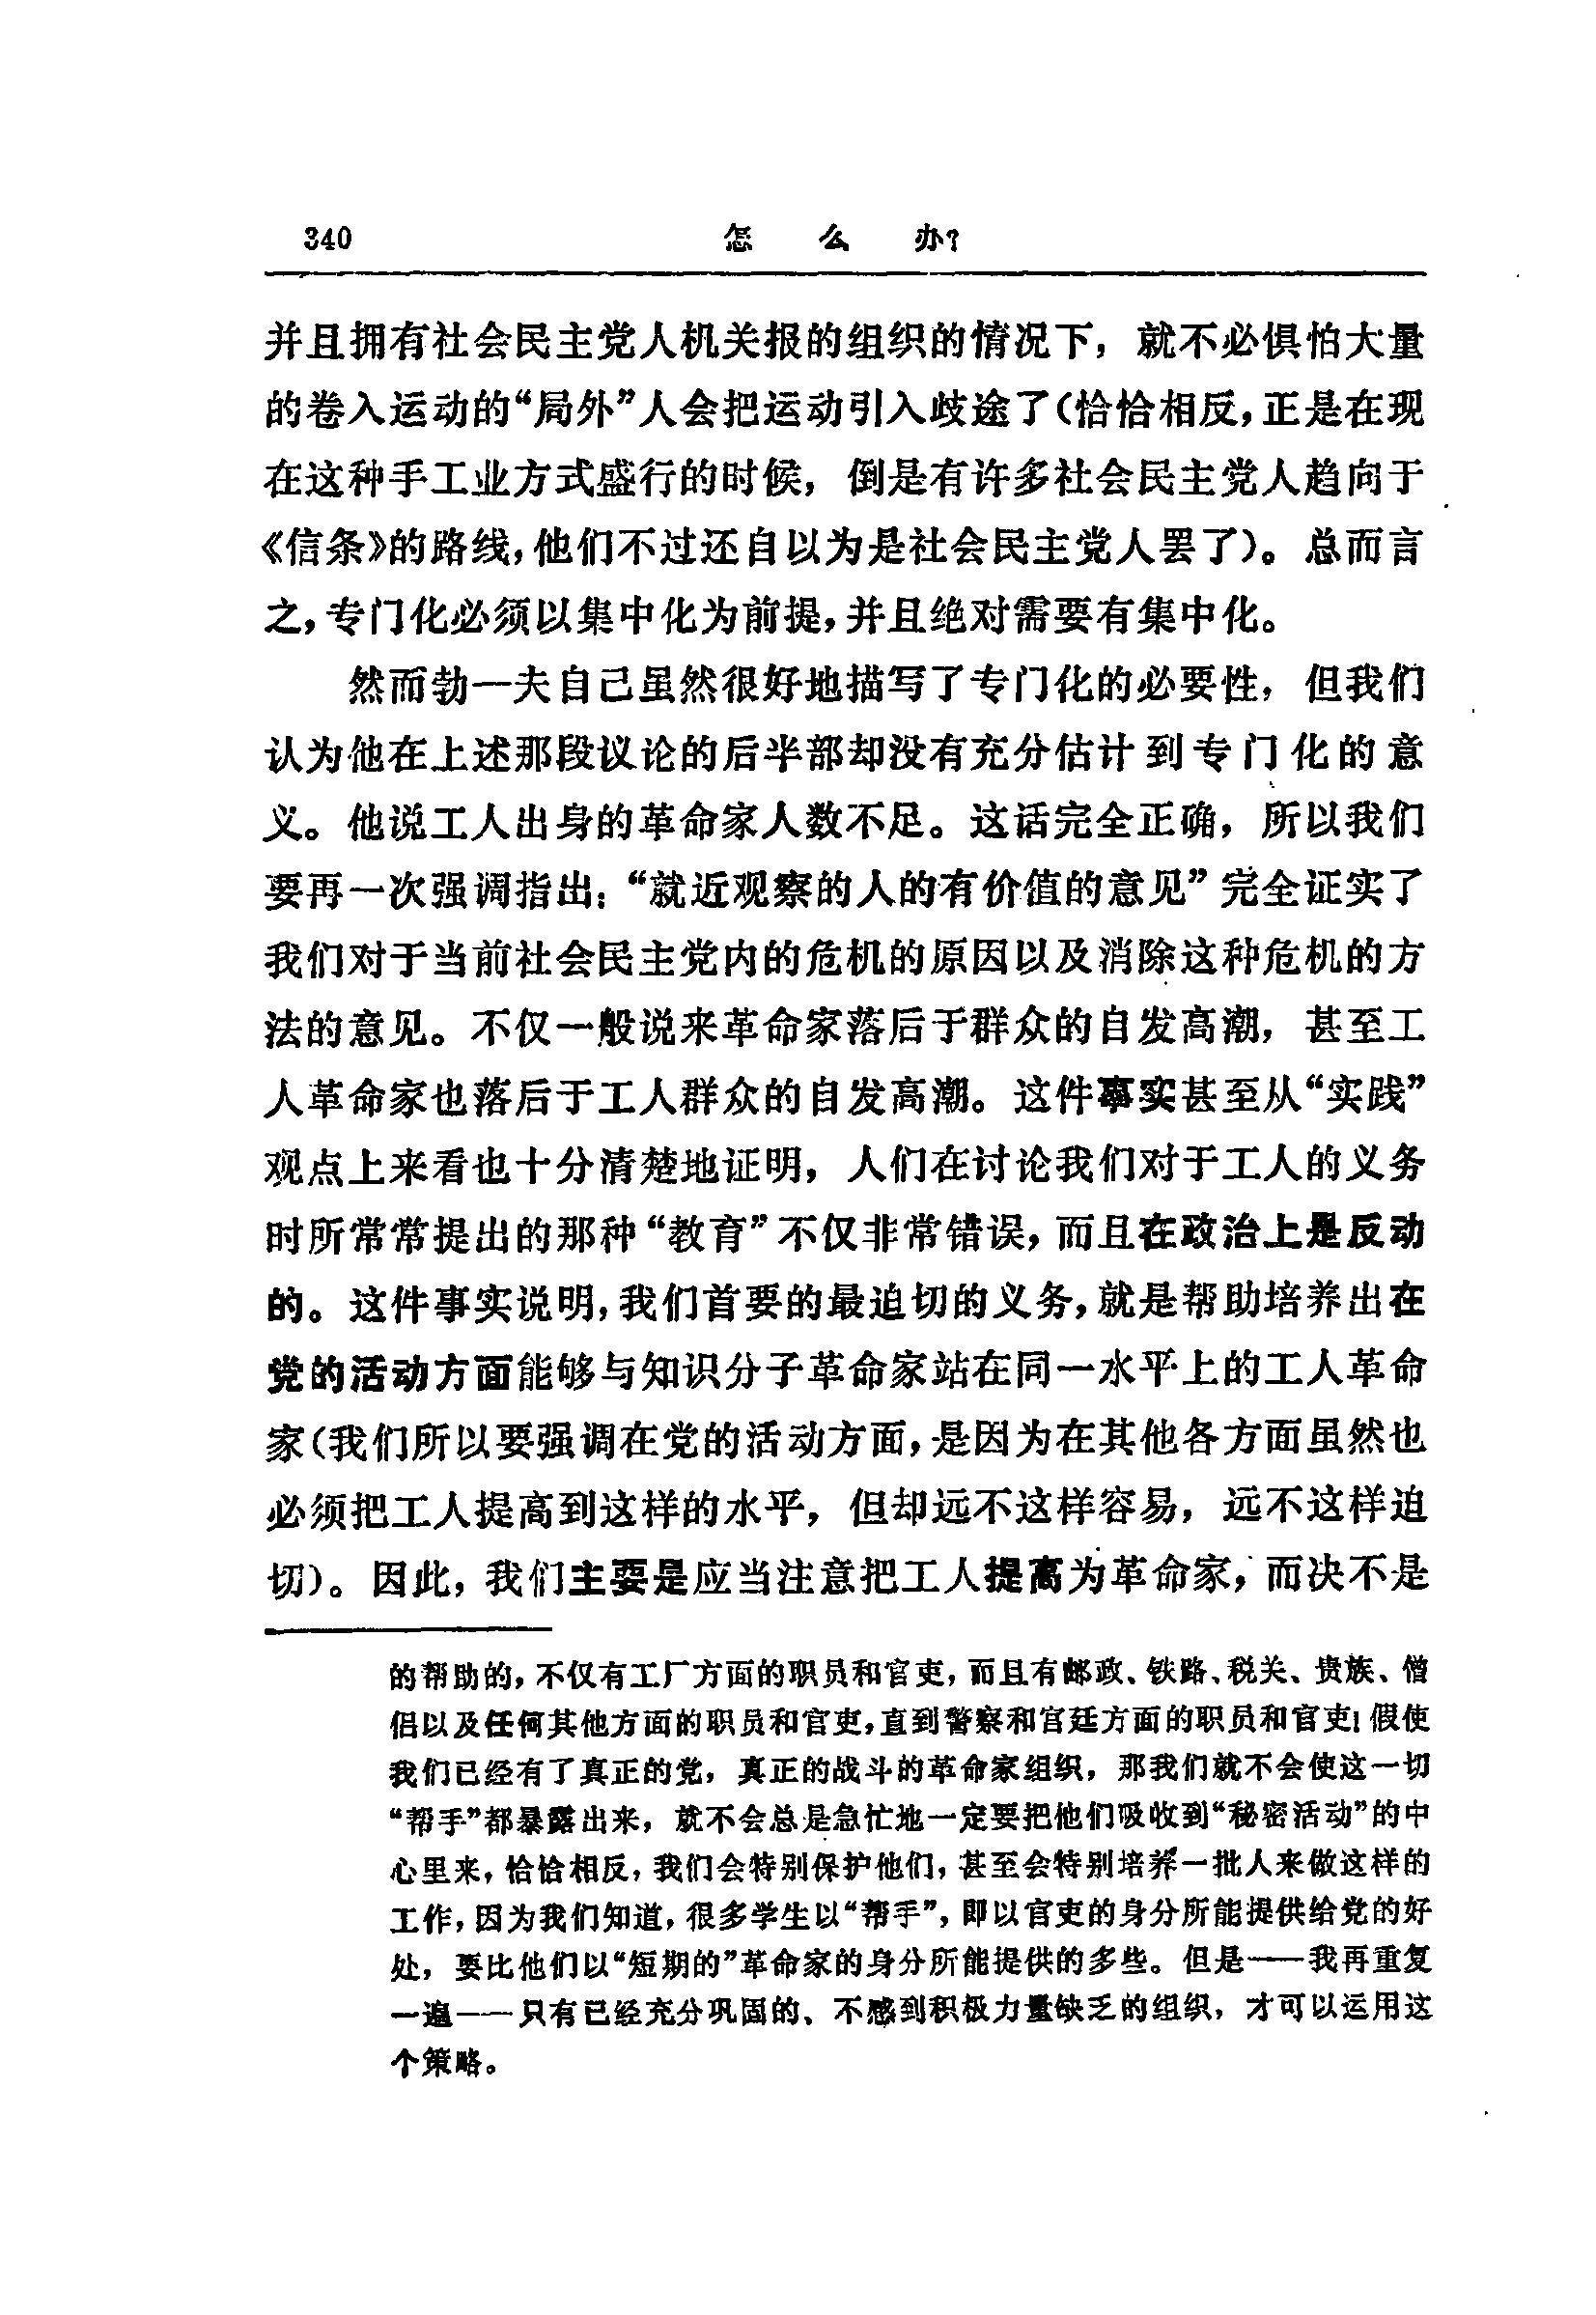 340 怎么办？
并且拥有社会民主党人机关报的组织的情况下，就不必惧怕大量
的卷入运动的“局外”人会把运动引入歧途了（恰恰相反，正是在现
在这种手工业方式盛行的时候，倒是有许多社会民主党人趋向于
《信条》的路线，他们不过还自以为是社会民主党人罢了）。总而言
之，专门化必须以集中化为前提，并且绝对需要有集中化。
然而勃—夫自己虽然很好地描写了专门化的必要性，但我们
认为他在上述那段议论的后半部却没有充分估计到专门化的意
义。他说工人出身的革命家人数不足。这话完全正确，所以我们
要再一次强调指出：“就近观察的人的有价值的意见”完全证实了
我们对于当前社会民主党内的危机的原因以及消除这种危机的方
法的意见。不仅一般说来革命家落后于群众的自发高潮，甚至工
人革命家也落后于工人群众的自发高潮。这件事实甚至从“实践”
观点上来看也十分清楚地证明，人们在讨论我们对于工人的义务
时所常常提出的那种“教育”不仅非常错误，而且在政治上是反动
的。这件事实说明，我们首要的最迫切的义务，就是帮助培养出在
党的活动方面能够与知识分子革命家站在同一水平上的工人革命
家（我们所以要强调在党的活动方面，是因为在其他各方面虽然也
必须把工人提高到这样的水平，但却远不这样容易，远不这样迫
切）。因此，我们主要是应当注意把工人提高为革命家，而决不是
的帮助的，不仅有工厂方面的职员和官吏，而且有邮政、铁路、税关、贵族、僧
侣以及任何其他方面的职员和官吏，直到警察和宫廷方面的职员和官吏！假使
我们已经有了真正的党，真正的战斗的革命家组织，那我们就不会使这一切
“帮手”都暴露出来，就不会总是急忙地一定要把他们吸收到“秘密活动”的中
心里来，恰恰相反，我们会特别保护他们，甚至会特别培养一批人来做这样的
工作，因为我们知道，很多学生以“帮手”，即以官吏的身分所能提供给党的好
处，要比他们以“短期的”革命家的身分所能提供的多些。但是——我再重复
一遍——只有已经充分巩固的、不感到积极力量缺乏的组织，才可以运用这
个策略。